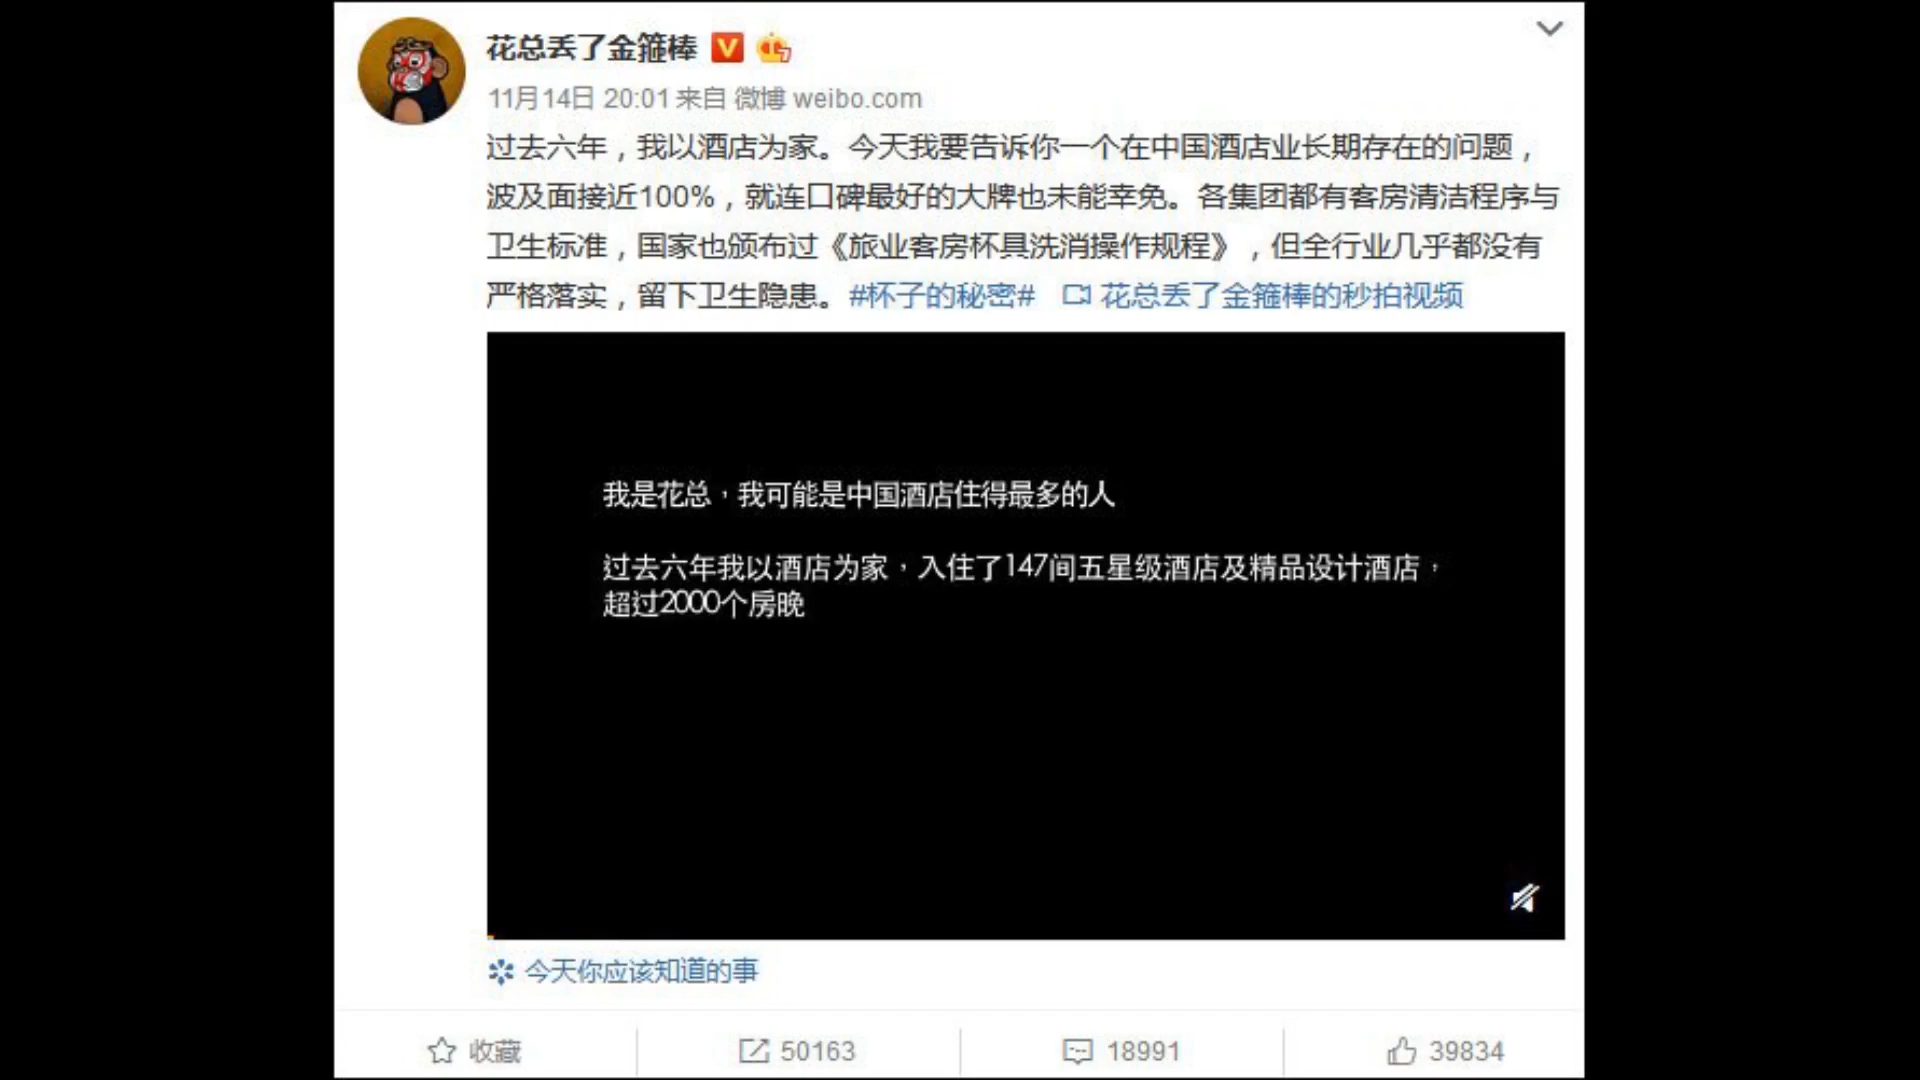 花总丢了金箍棒
11月14日 20:01 来自 微博 weibo.com
过去六年，我以酒店为家。今天我要告诉你一个在中国酒店业长期存在的问题，
波及面接近100%，就连口碑最好的大牌也未能幸免。各集团都有客房清洁程序与
卫生标准，国家也颁布过《旅业客房杯具洗消操作规程》，但全行业几乎都没有
严格落实，留下卫生隐患。#杯子的秘密# 花总丢了金箍棒的秒拍视频
我是花总，我可能是中国酒店住得最多的人
过去六年我以酒店为家，入住了147间五星级酒店及精品设计酒店，
超过2000个房晚
今天你应该知道的事
收藏 50163 18991 39834